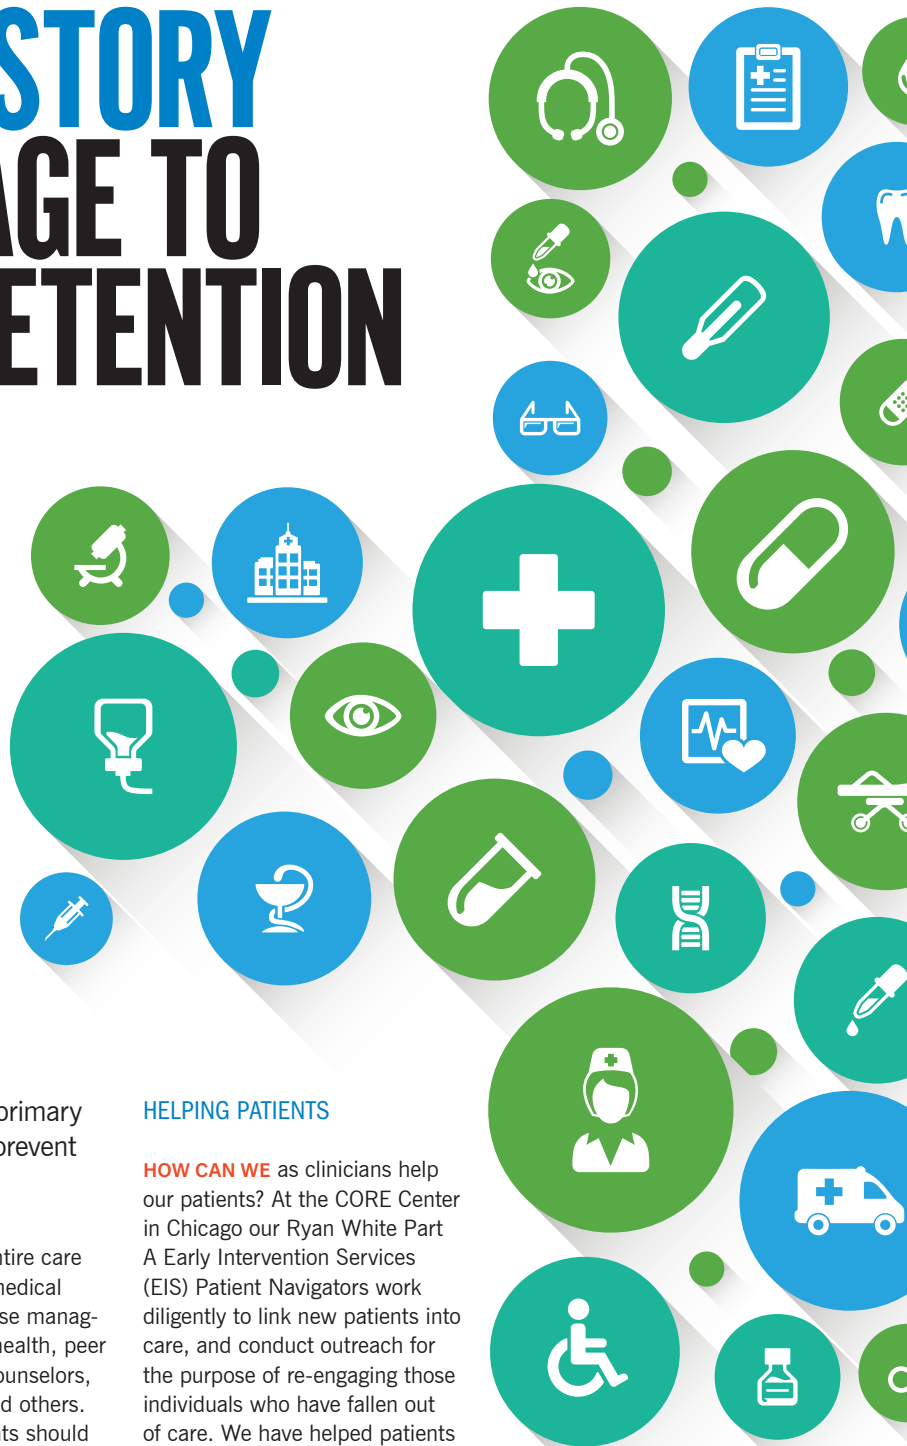 STORY
AGE TO
ETENTION
primary
prevent
ntire care
medical
se manag-
health, peer
ounselors,
d others.
nts should
HELPING PATIENTS
HOW CAN WE as clinicians help
our patients? At the CORE Center
in Chicago our Ryan White Part
A Early Intervention Services
(EIS) Patient Navigators work
diligently to link new patients into
care, and conduct outreach for
the purpose of re-engaging those
individuals who have fallen out
of care. We have helped patients